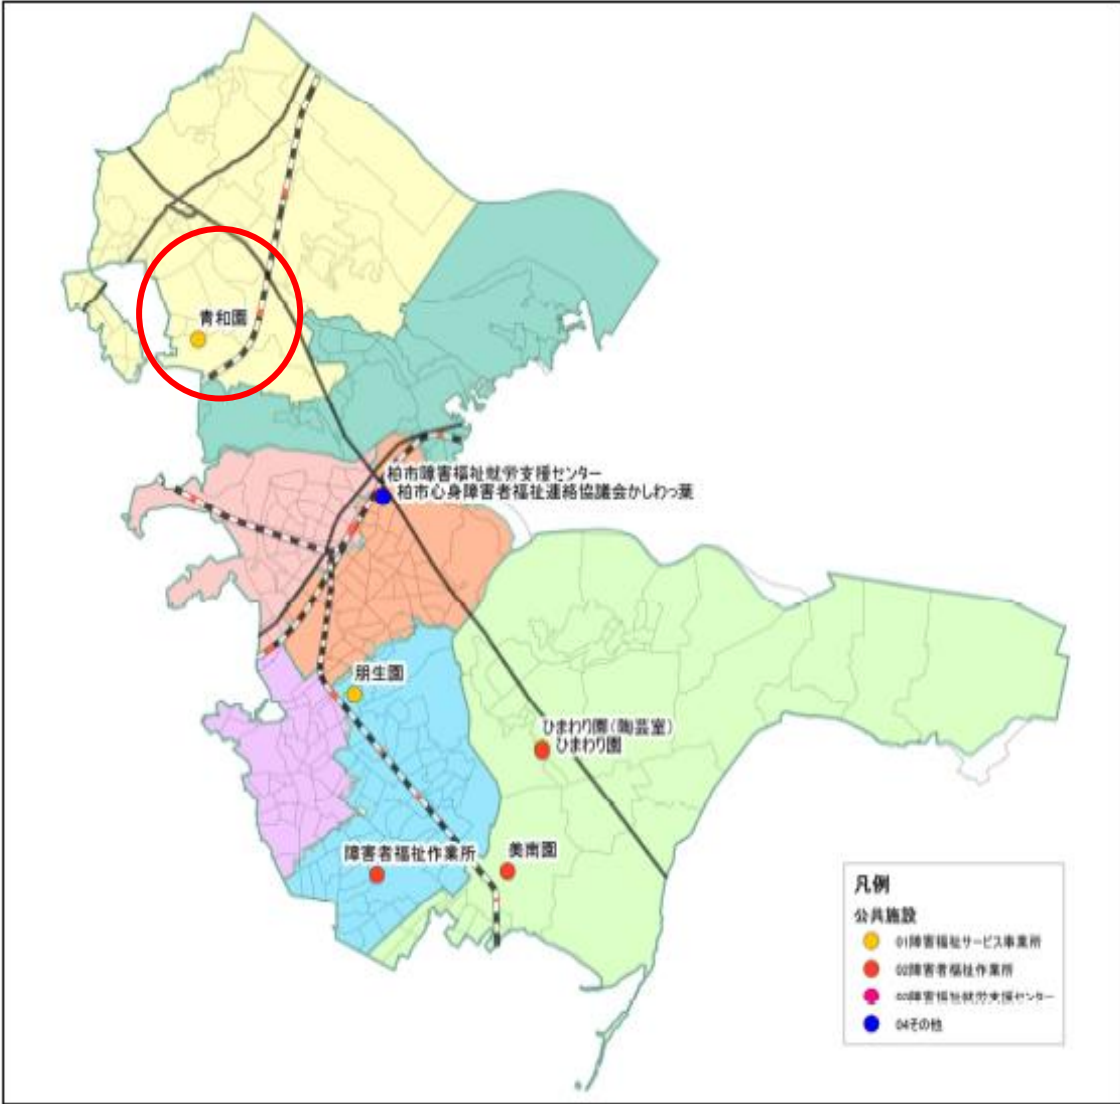 青和園
柏市障害福祉就労支援センター
柏市心身障害者福祉連絡協議会かしわっ葉
朋生園
ひまわり園(陶芸室)
ひまわり園
障害者福祉作業所
美南園
凡例
公共施設
01障害福祉サービス事業所
02障害者福祉作業所
03障害福祉就労支援センター
04その他